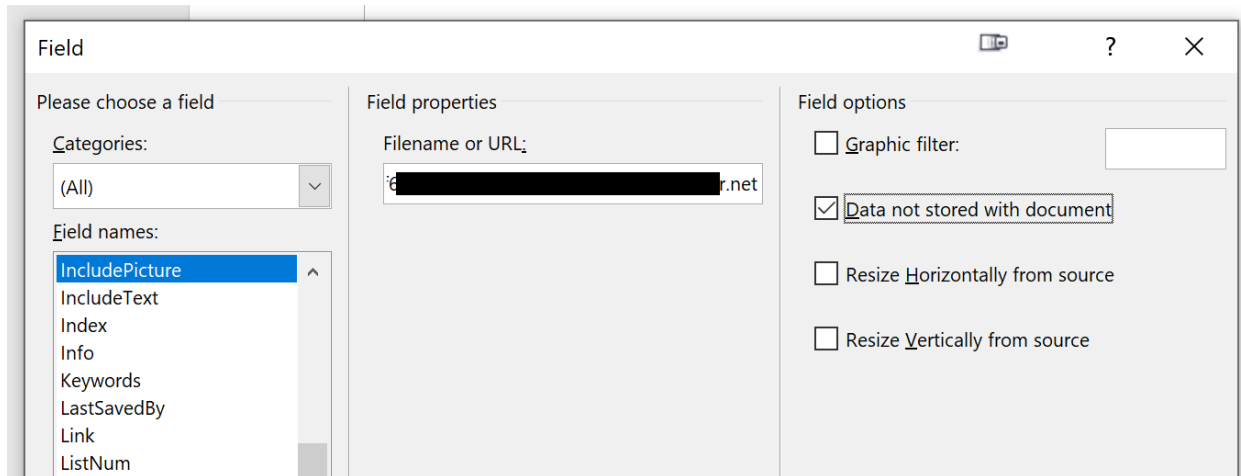 Field
?
Please choose a field
Categories:
(All)
Field names:
IncludePicture
IncludeText
Index
Info
Keywords
LastSavedBy
Link
ListNum
Field properties
Filename or URL:
r.net
Field options
Graphic filter:
Data not stored with document
Resize Horizontally from source
Resize Vertically from source